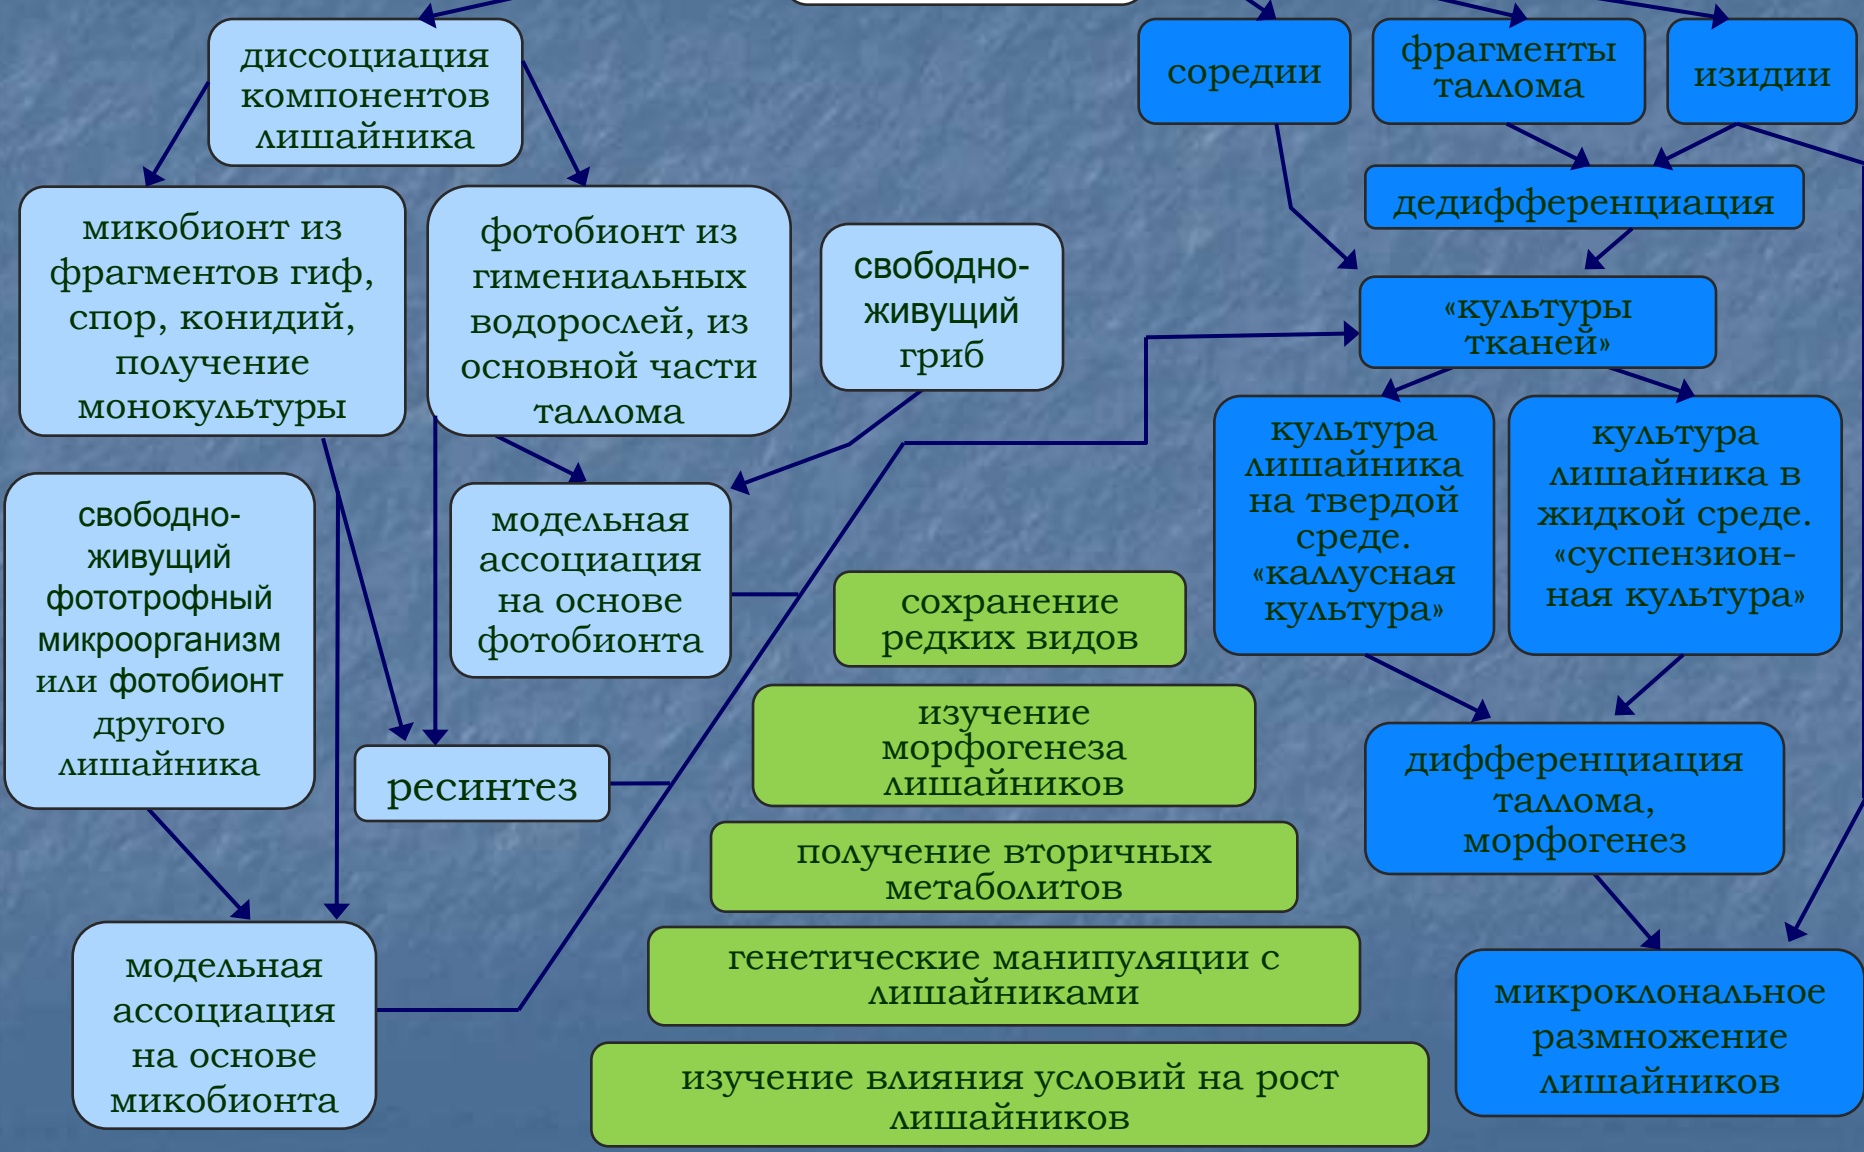 диссоциация
компонентов
лишайника
соредии
фрагменты
таллома
изидии
дедифференциация
микобионт из
фрагментов гиф,
спор, конидий,
получение
монокультуры
фотобионт из
гимениальных
водорослей, из
основной части
таллома
свободно-
живущий
гриб
«культуры
тканей»
культура
лишайника
на твердой
среде.
«каллусная
культура»
культура
лишайника в
жидкой среде.
«суспензион-
ная культура»
свободно-
живущий
фототрофный
микроорганизм
или фотобионт
другого
лишайника
модельная
ассоциация
на основе
фотобионта
сохранение
редких видов
изучение
морфогенеза
лишайников
ресинтез
дифференциация
таллома,
морфогенез
получение вторичных
метаболитов
генетические манипуляции с
лишайниками
модельная
ассоциация
на основе
микобионта
микроклональное
размножение
лишайников
изучение влияния условий на рост
лишайников